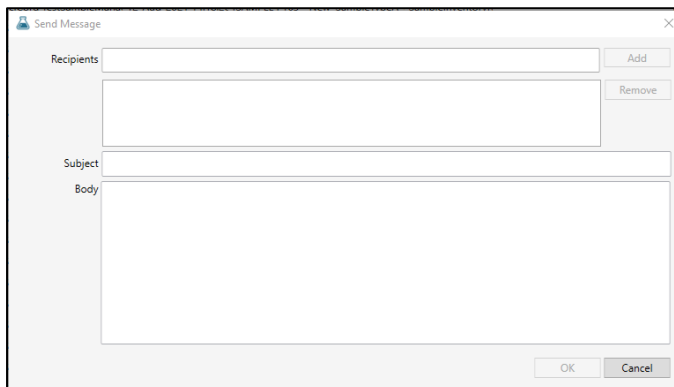 Send Message
Recipients
Add
Remove
Subject
Body
OK
Cancel